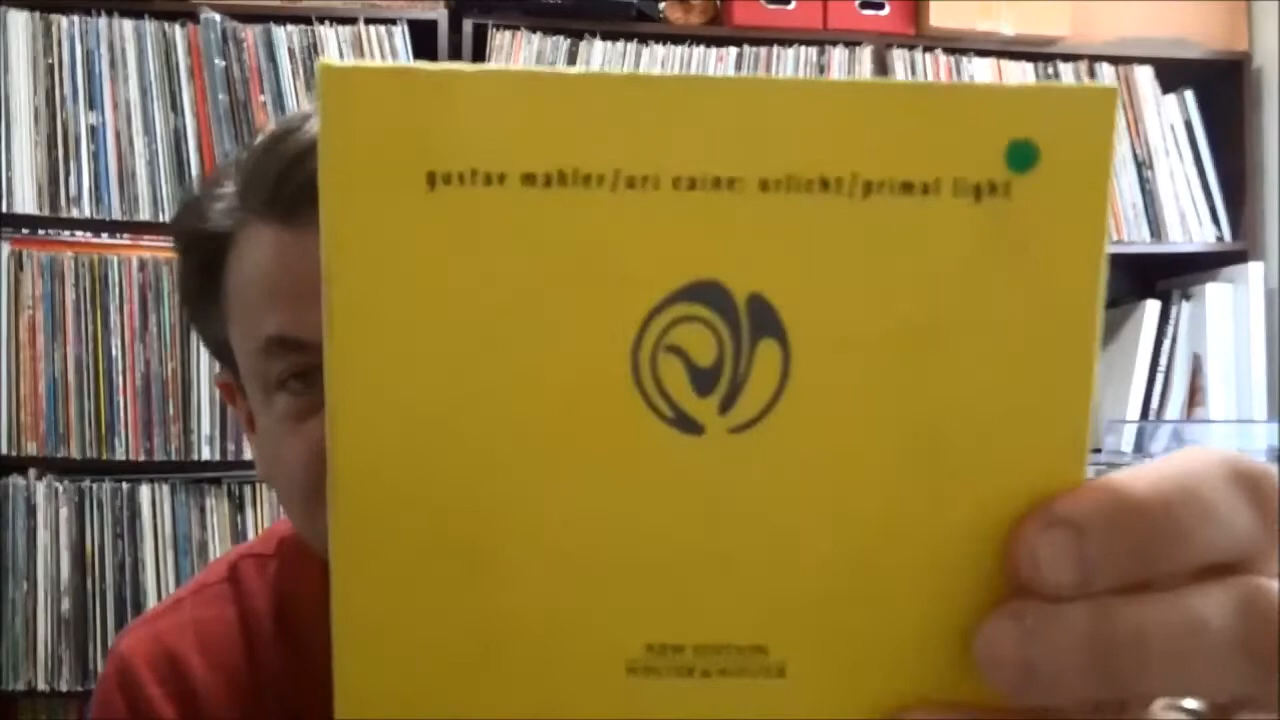 gustav mahler/uri caine: urlicht/primal light
NEW EDITION
WINTER & WINTER